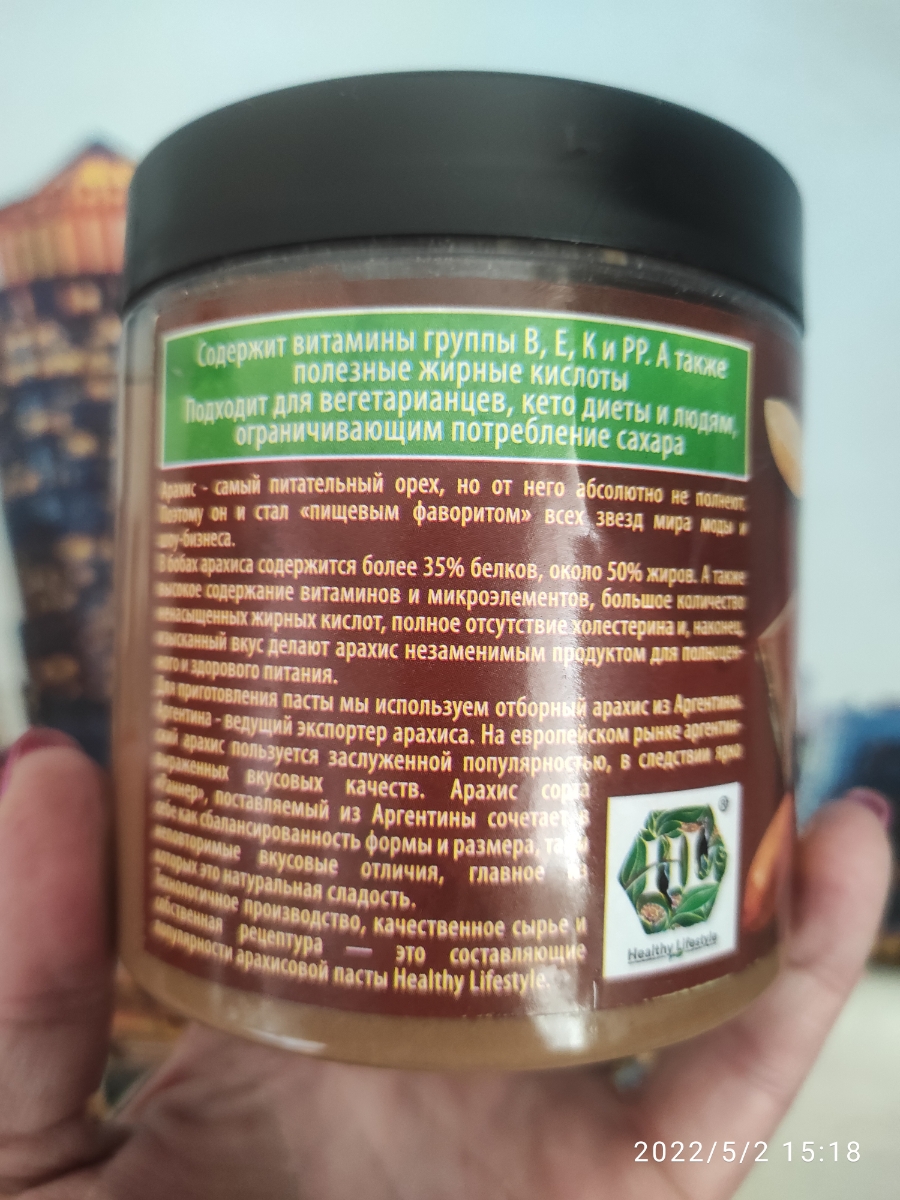 Содержит витамины группы В, Е, К и РР. А также
полезные жирные кислоты
Подходит для вегетарианцев, кето диеты и людям,
ограничивающим потребление сахара
Арахис - самый питательный орех, но от него абсолютно не полнеют.
Поэтому он и стал «пищевым фаворитом» всех звезд мира моды и
шоу-бизнеса.
В бобах арахиса содержится более 35% белков, около 50% жиров. А также
высокое содержание витаминов и микроэлементов, большое количество
ненасыщенных жирных кислот, полное отсутствие холестерина и, наконец,
изысканный вкус делают арахис незаменимым продуктом для полноцен-
ного и здорового питания.
Для приготовления пасты мы используем отборный арахис из Аргентины.
Аргентина - ведущий экспортер арахиса. На европейском рынке аргентин-
ский арахис пользуется заслуженной популярностью, в следствии ярко
выраженных вкусовых качеств. Арахис сорта
«Раннер», поставляемый из Аргентины сочетает в
себе как сбалансированность формы и размера, так и
неповторимые вкусовые отличия, главное из
которых это натуральная сладость.
Технологичное производство, качественное сырье и
собственная рецептура — это составляющие
популярности арахисовой пасты Healthy Lifestyle.
®
Healthy Lifestyle
2022/5/2 15:18